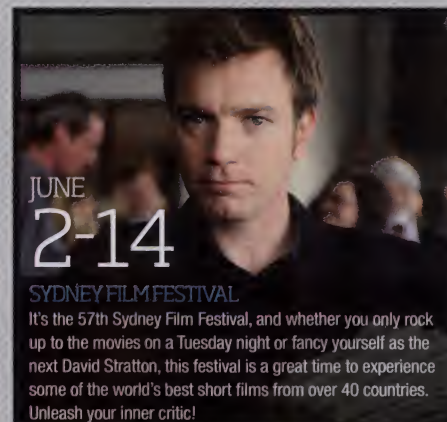 JUNE
2-14
SYDNEY FILM FESTIVAL
It's the 57th Sydney Film Festival, and whether you only rock
up to the movies on a Tuesday night or fancy yourself as the
next David Stratton, this festival is a great time to experience
some of the world's best short films from over 40 countries.
Unleash your inner critic!